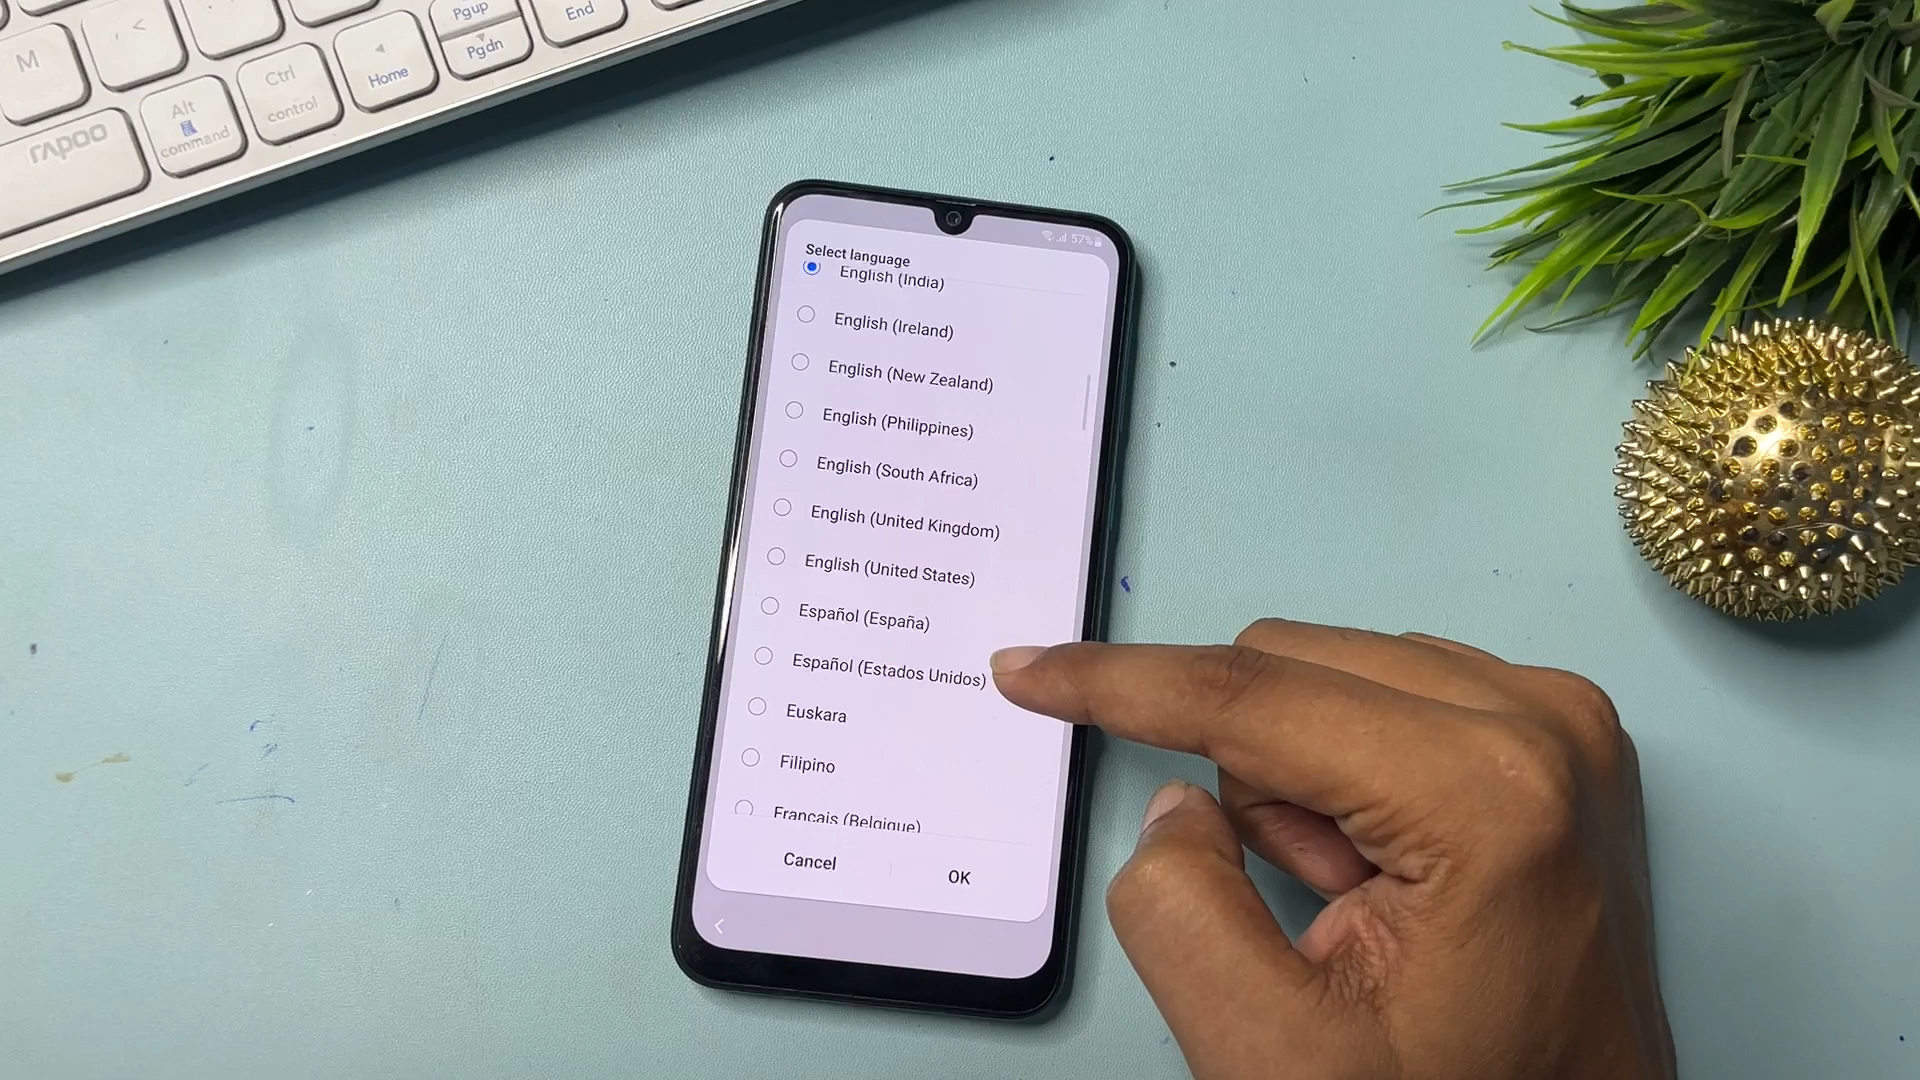 M
<
Alt
command
Ctrl
control
Home
Pgup
Pgdn
End
rapoo
57%
Select language
English (India)
English (Ireland)
English (New Zealand)
English (Philippines)
English (South Africa)
English (United Kingdom)
English (United States)
Español (España)
Español (Estados Unidos)
Euskara
Filipino
Français (Belgique)
Cancel
OK